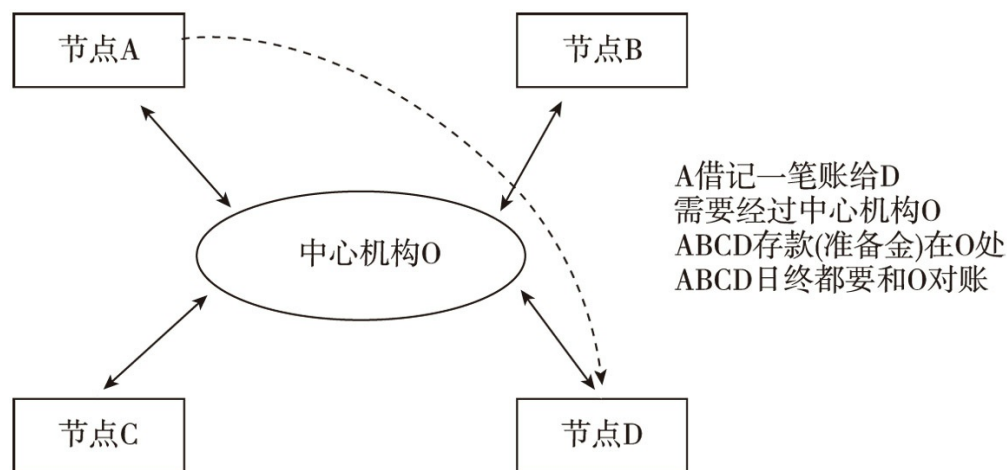 节点A
节点B
A借记一笔账给D
需要经过中心机构O
ABCD存款(准备金)在O处
ABCD日终都要和O对账
中心机构O
节点C
节点D